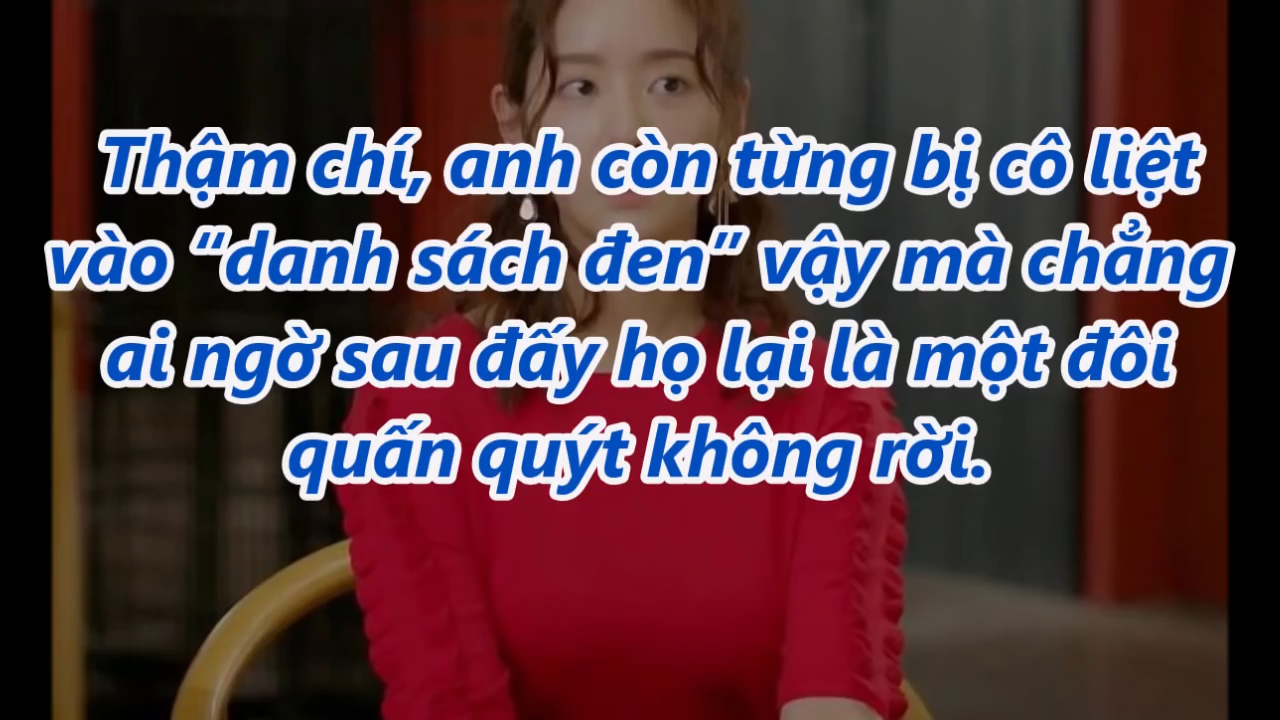 Thậm chí, anh còn từng bị cô liệt
vào “danh sách đen” vậy mà chẳng
ai ngờ sau đấy họ lại là một đôi
quấn quýt không rời.